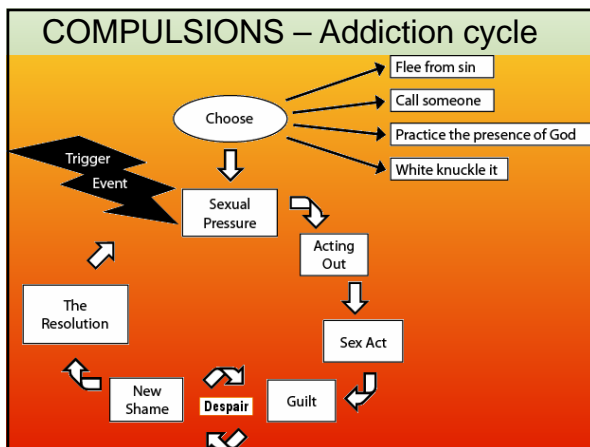 COMPULSIONS – Addiction cycle
Flee from sin
Call someone
Practice the presence of God
White knuckle it
Choose
Trigger
Event
Sexual
Pressure
Acting
Out
Sex Act
Guilt
Despair
New
Shame
The
Resolution